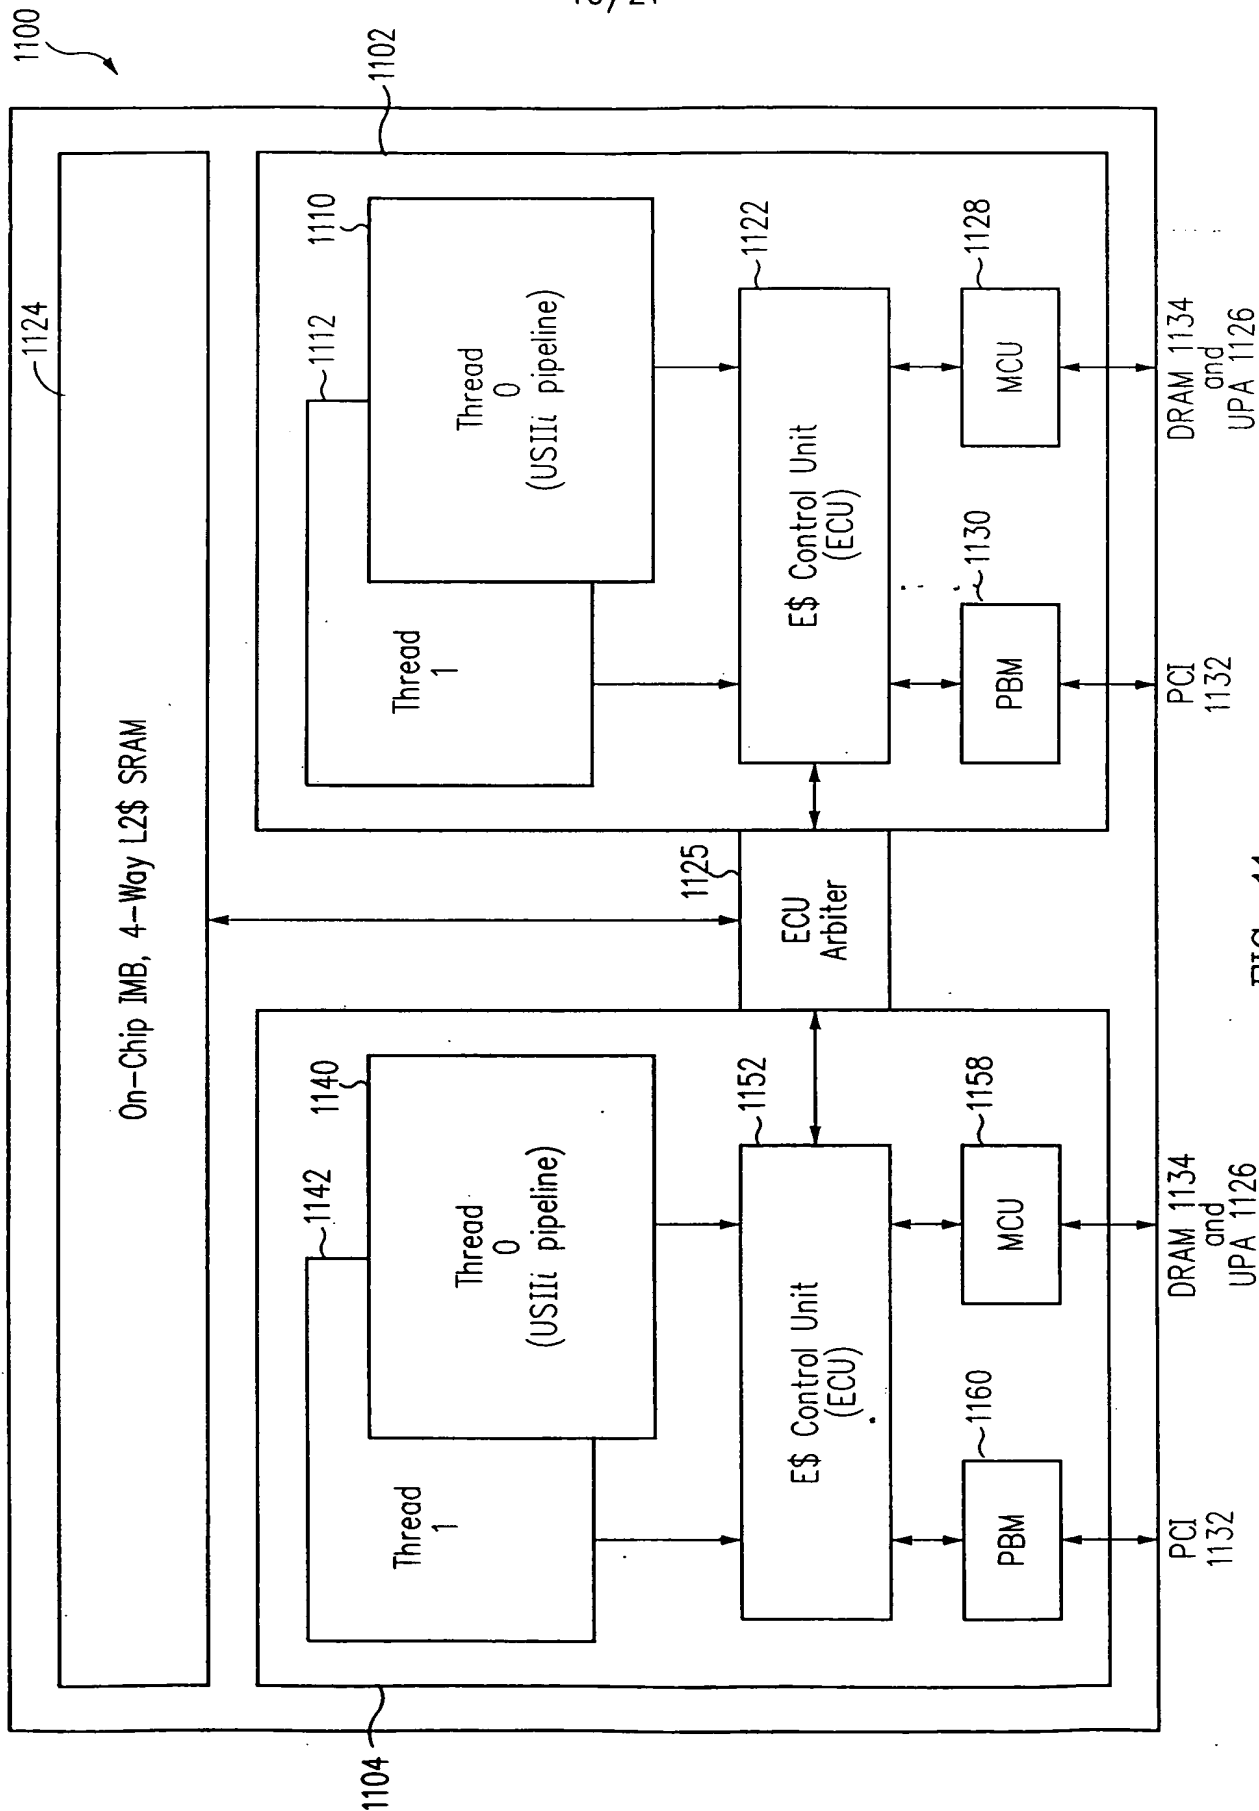 1100
1124
On-Chip IMB, 4-Way L2$ SRAM
1104
1142
1140
Thread
1
Thread
0
(USIIi pipeline)
1152
E$ Control Unit
(ECU)
1160
PBM
1158
MCU
PCI
1132
DRAM 1134
and
UPA 1126
1125
ECU
Arbiter
1102
1112
1110
Thread
1
Thread
0
(USIIi pipeline)
1122
E$ Control Unit
(ECU)
1130
PBM
1128
MCU
PCI
1132
DRAM 1134
and
UPA 1126